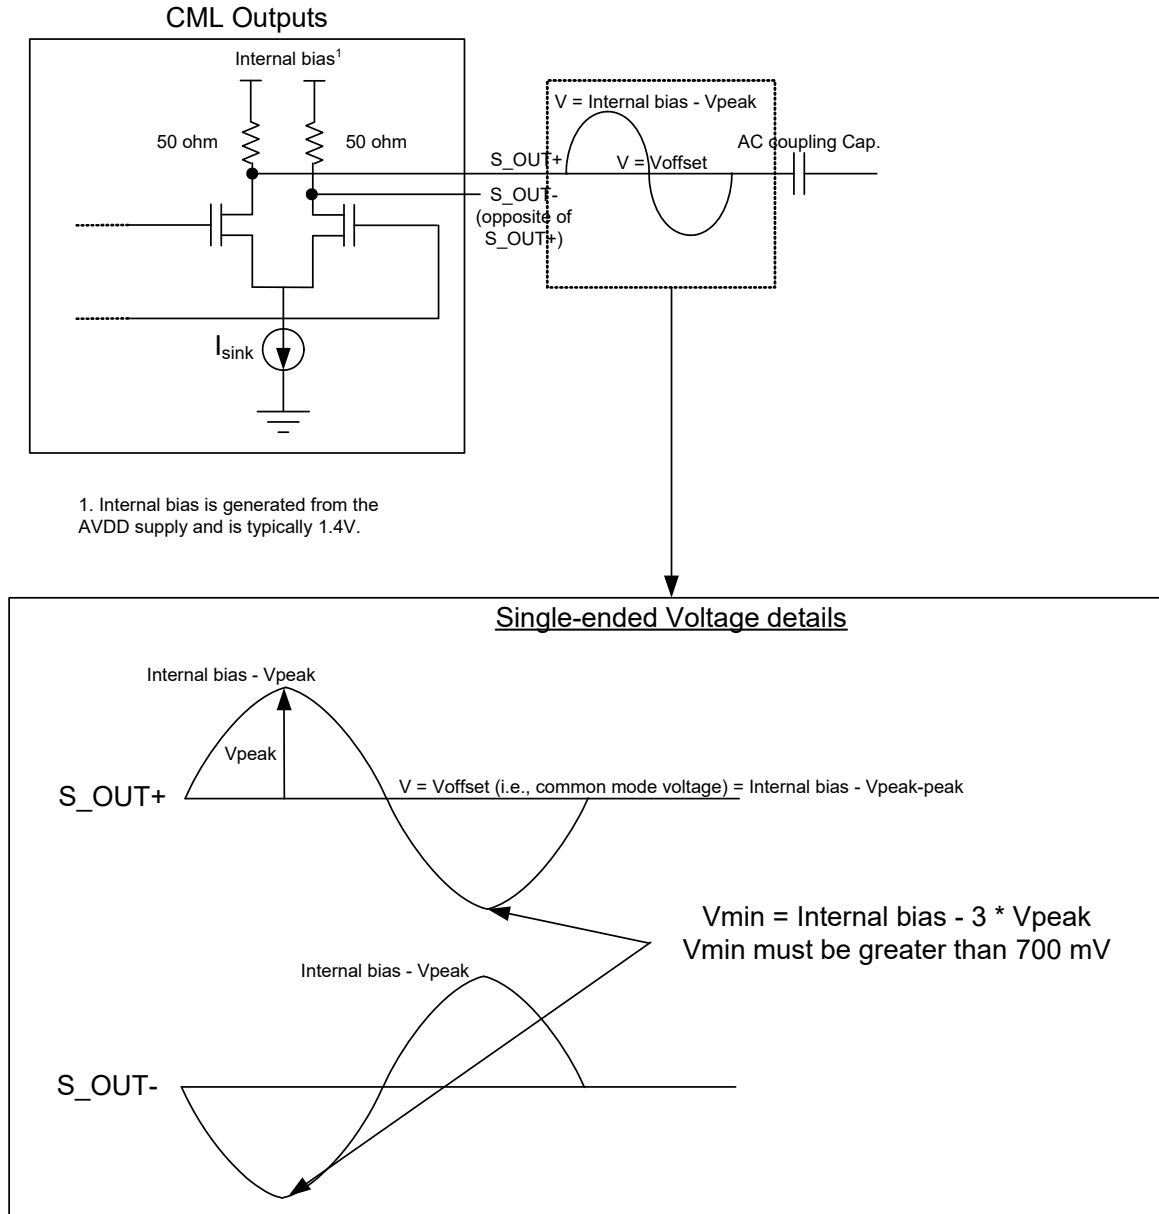 CML Outputs
Internal bias1
50 ohm
50 ohm
V = Internal bias - Vpeak
AC coupling Cap.
S_OUT+
V = Voffset
S_OUT-
(opposite of
S_OUT+)
Isink
1. Internal bias is generated from the
AVDD supply and is typically 1.4V.
Single-ended Voltage details
Internal bias - Vpeak
Vpeak
S_OUT+
V = Voffset (i.e., common mode voltage) = Internal bias - Vpeak-peak
Vmin = Internal bias - 3 * Vpeak
Vmin must be greater than 700 mV
Internal bias - Vpeak
S_OUT-